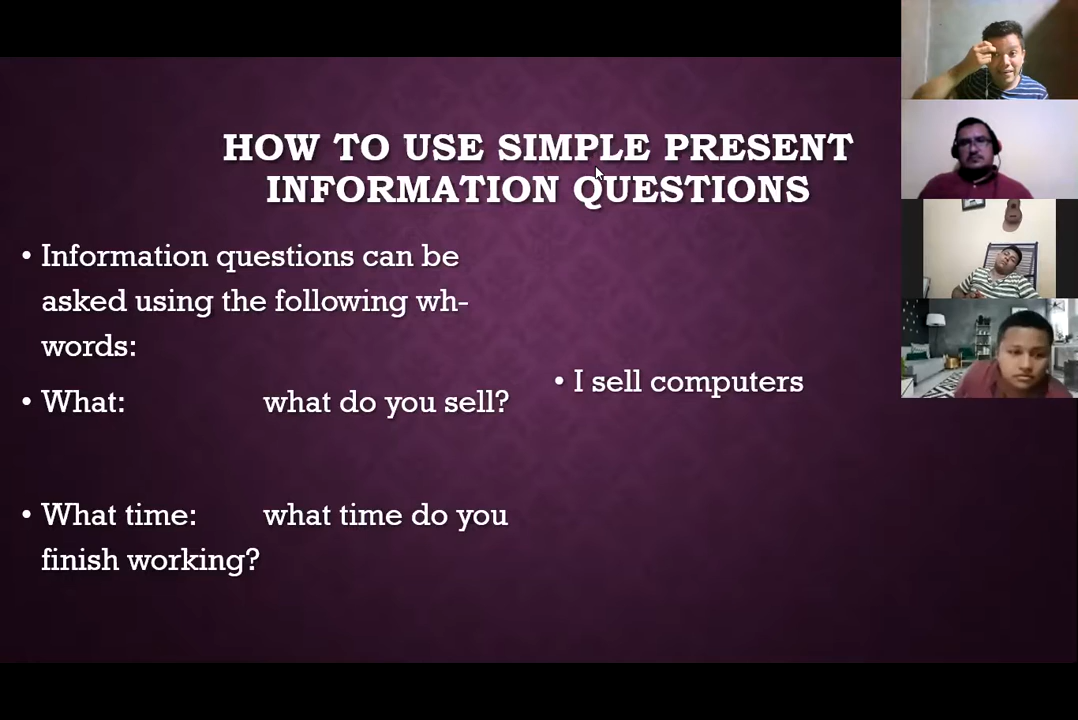 HOW TO USE SIMPLE PRESENT
INFORMATION QUESTIONS
• Information questions can be
asked using the following wh-
words:
• What: what do you sell?
• I sell computers
• What time: what time do you
finish working?